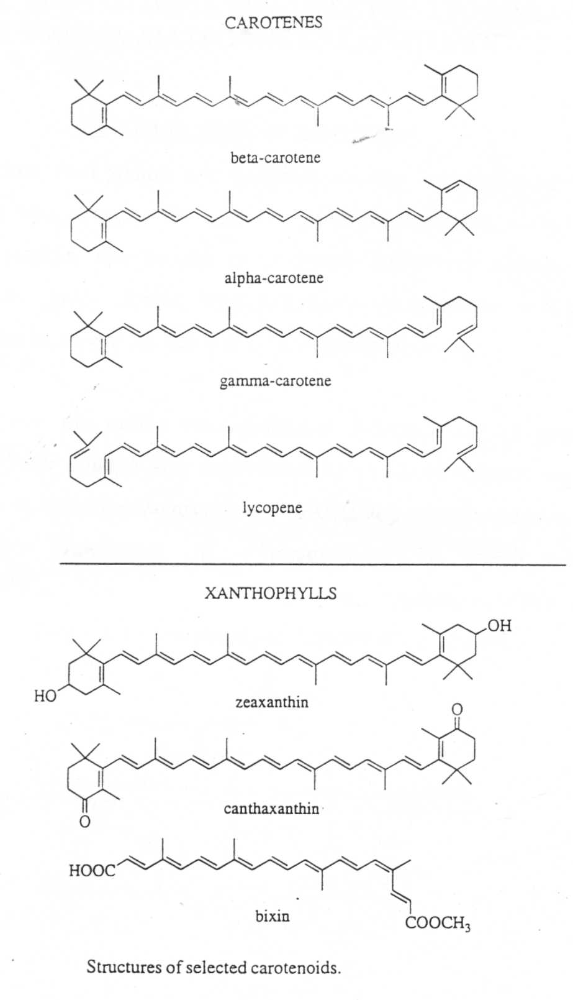 CAROTENES
beta-carotene
alpha-carotene
gamma-carotene
lycopene
XANTHOPHYLLS
OH
HO
zeaxanthin
O
canthaxanthin
O
HOOC
bixin
COOCH₃
Structures of selected carotenoids.